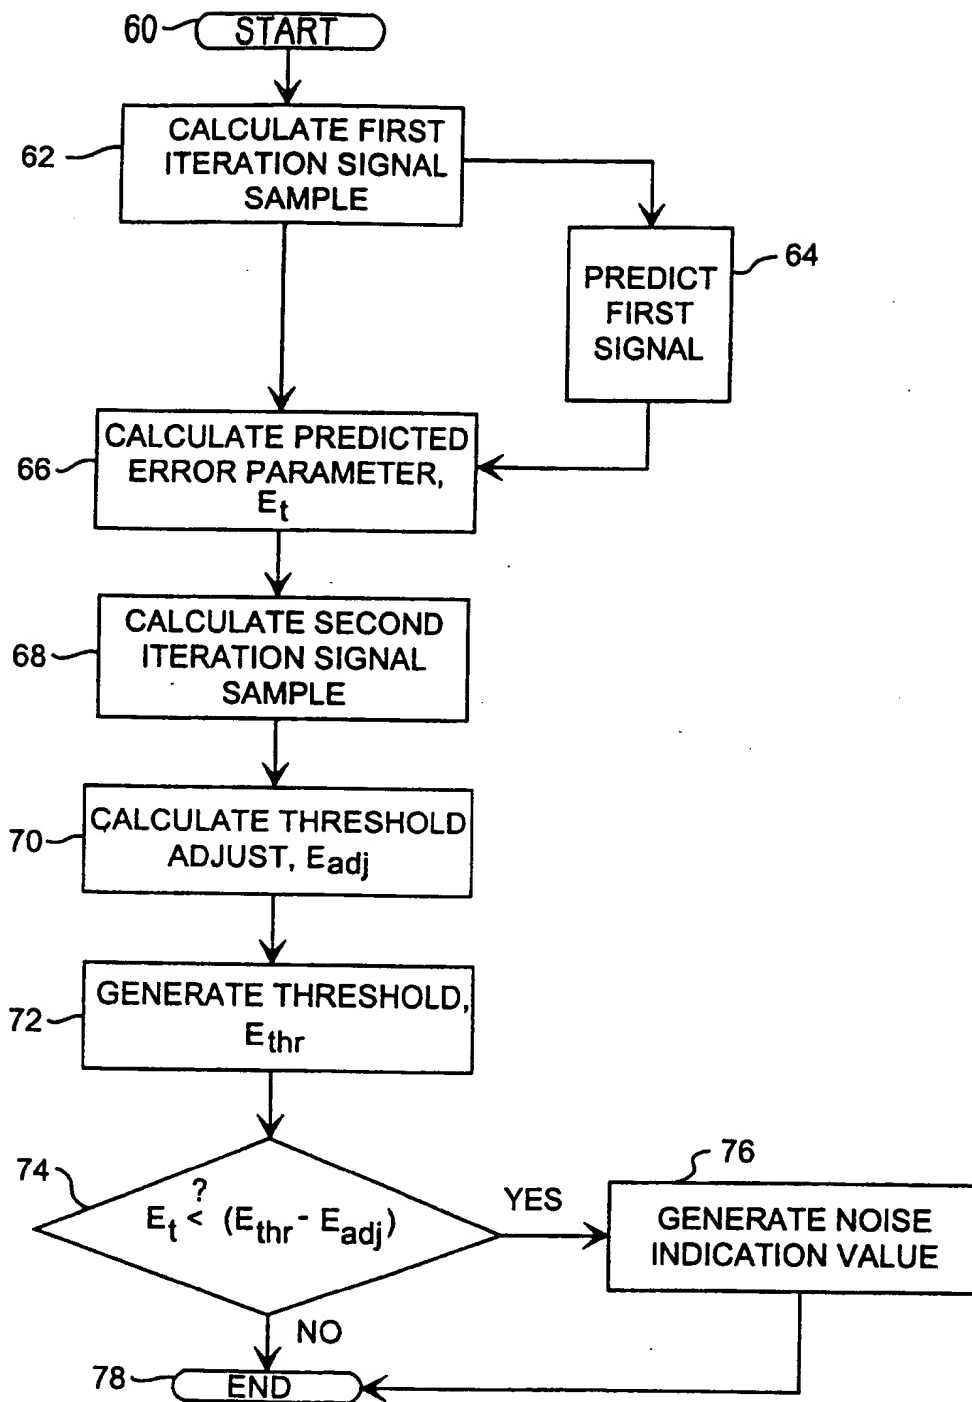 60
START
62
CALCULATE FIRST
ITERATION SIGNAL
SAMPLE
64
PREDICT
FIRST
SIGNAL
66
CALCULATE PREDICTED
ERROR PARAMETER,
Et
68
CALCULATE SECOND
ITERATION SIGNAL
SAMPLE
70
CALCULATE THRESHOLD
ADJUST, Eadj
72
GENERATE THRESHOLD,
Ethr
74
?
Et < (Ethr - Eadj)
YES
76
GENERATE NOISE
INDICATION VALUE
NO
78
END